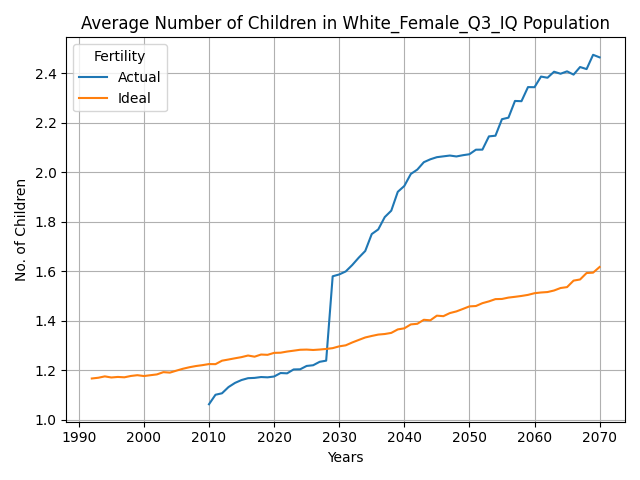 Average Number of Children in White_Female_Q3_IQ Population
Fertility
Actual
Ideal
No. of Children
2.4
2.2
2.0
1.8
1.6
1.4
1.2
1.0
1990 2000 2010 2020 2030 2040 2050 2060 2070
Years